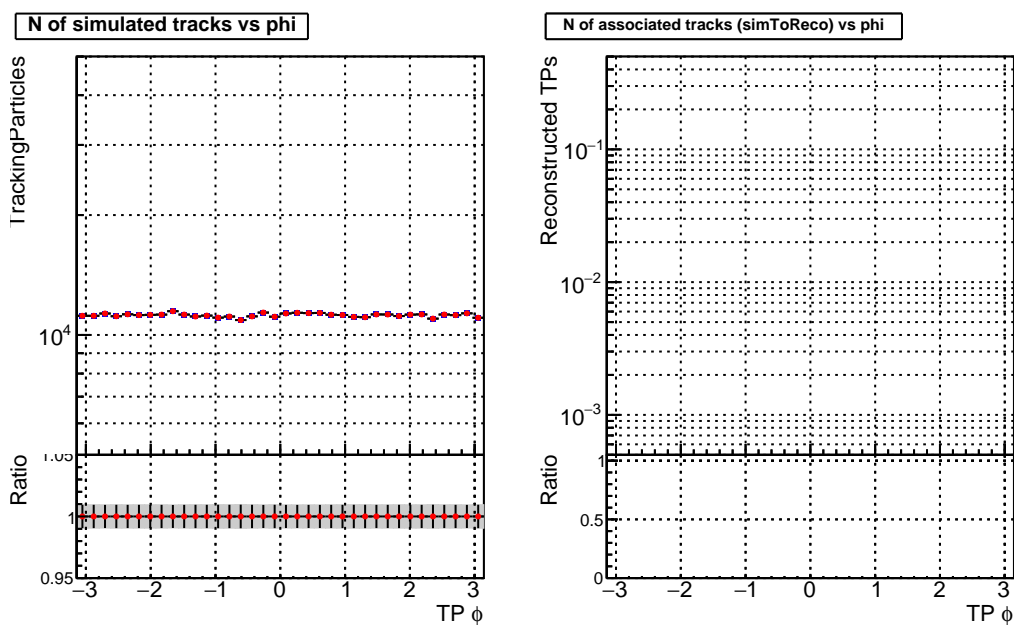 N of simulated tracks vs phi
TrackingParticles
10⁴
Ratio
1.05
1
0.95
−3 −2 −1 0 1 2 3
TP ϕ
N of associated tracks (simToReco) vs phi
Reconstructed TPs
10⁻¹
10⁻²
10⁻³
Ratio
1
0.5
0
−3 −2 −1 0 1 2 3
TP ϕ